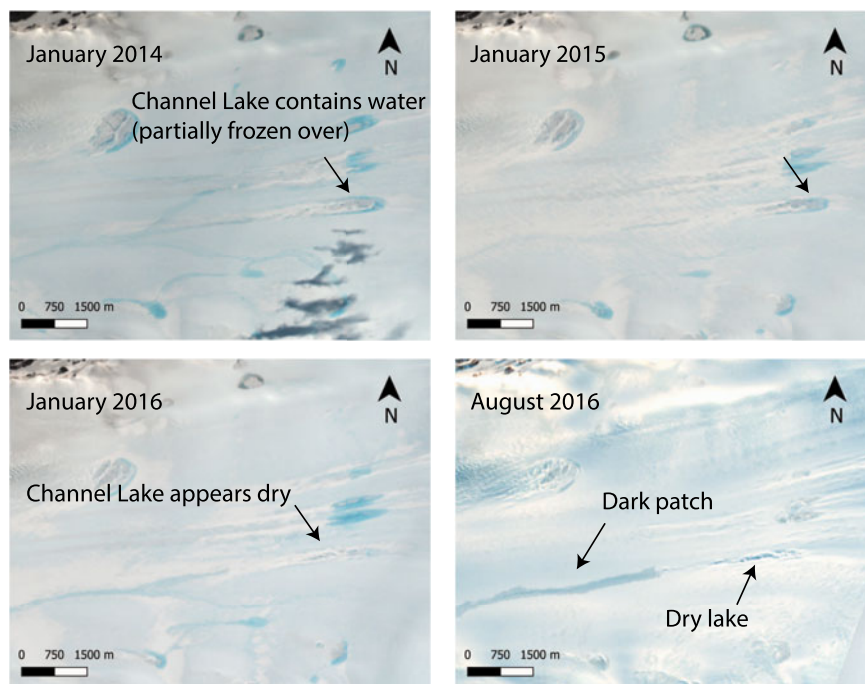 January 2014
N
Channel Lake contains water
(partially frozen over)
0 750 1500 m
January 2015
N
0 750 1500 m
January 2016
N
Channel Lake appears dry
0 750 1500 m
August 2016
N
Dark patch
Dry lake
0 750 1500 m